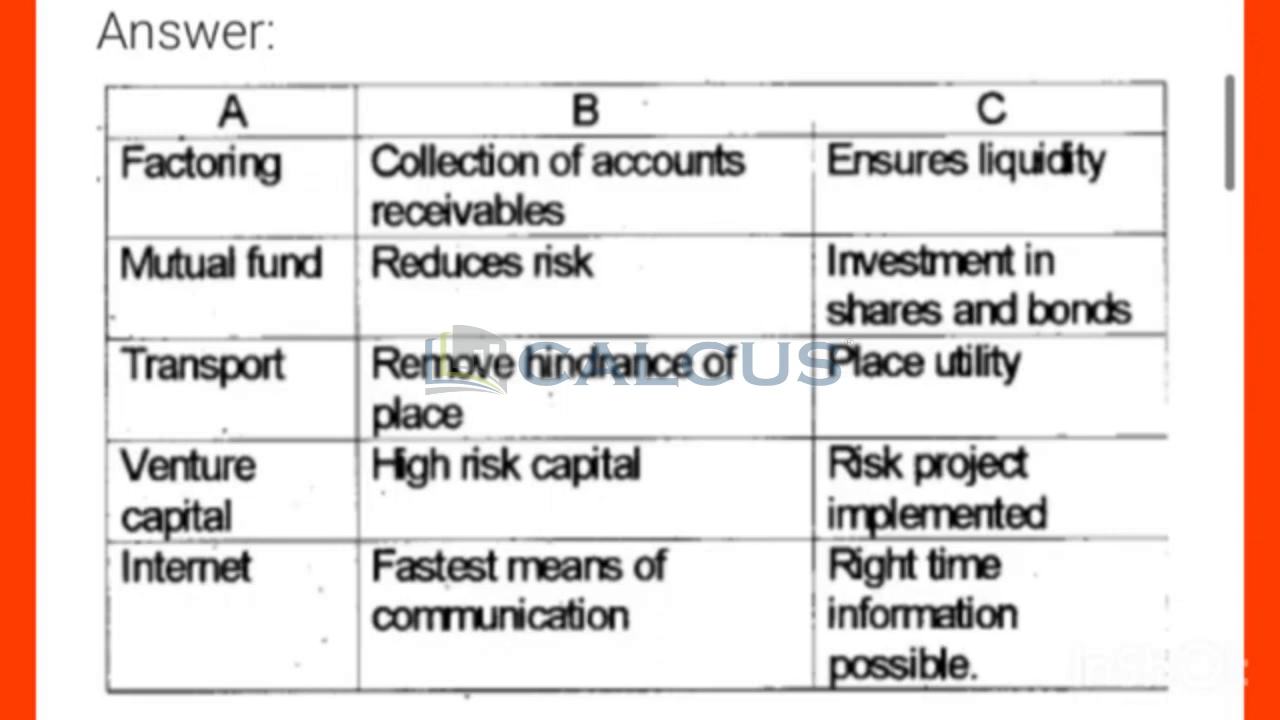 Answer:
A B C
Factoring Collection of accounts Ensures liquidity
receivables
Mutual fund Reduces risk Investment in
shares and bonds
Transport Remove hindrance of Place utility
place
CALCUS
Venture High risk capital Risk project
capital implemented
Internet Fastest means of Right time
communication information
possible.
InShOt